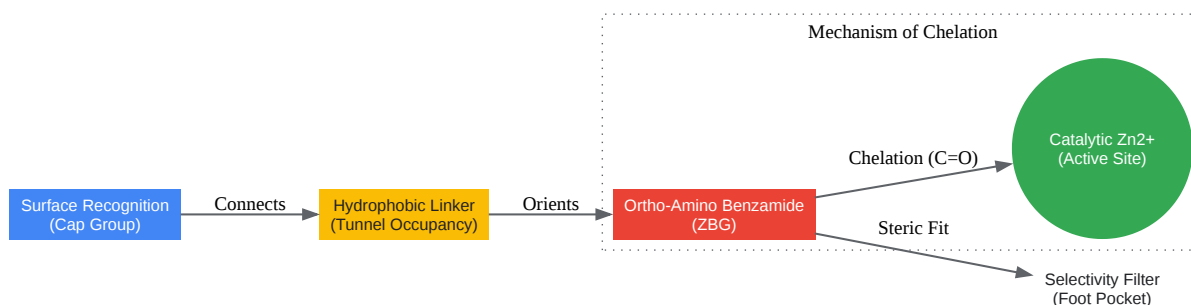 Mechanism of Chelation
Surface Recognition
(Cap Group)
Connects
Hydrophobic Linker
(Tunnel Occupancy)
Orients
Ortho-Amino Benzamide
(ZBG)
Chelation (C=O)
Catalytic Zn2+
(Active Site)
Steric Fit
Selectivity Filter
(Foot Pocket)